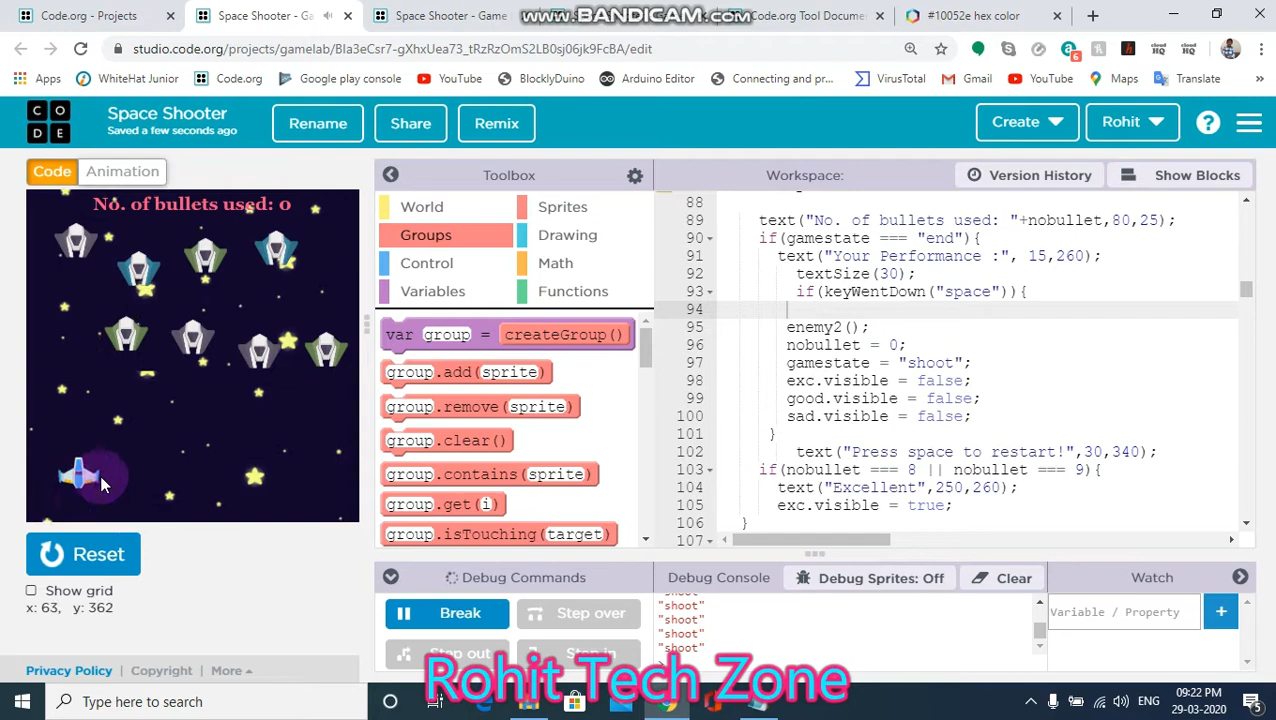 Code.org - Projects
Space Shooter - Ga
Space Shooter - Game
Code.org Tool Docume
#10052e hex color
www.BANDICAM.com
studio.code.org/projects/gamelab/
/edit
Apps
WhiteHat Junior
Code.org
Google play console
YouTube
BlocklyDuino
Arduino Editor
Connecting and pr
VirusTotal
Gmail
YouTube
Maps
Translate
C O D E
Space Shooter
Saved a few seconds ago
Rename
Share
Remix
Create
Rohit
Code
Animation
Toolbox
Workspace:
Version History
Show Blocks
No. of bullets used: 0
World
Sprites
Groups
Drawing
Control
Math
Variables
Functions
var group = createGroup()
group.add(sprite)
group.remove(sprite)
group.clear()
group.contains(sprite)
group.get(i)
group.isTouching(target)
88
89 text("No. of bullets used: "+nobullet,80,25);
90 if(gamestate === "end"){
91 text("Your Performance :", 15,260);
92 textSize(30);
93 if(keyWentDown("space")){
94
95 enemy2();
96 nobullet = 0;
97 gamestate = "shoot";
98 exc.visible = false;
99 good.visible = false;
100 sad.visible = false;
101 }
102 text("Press space to restart!",30,340);
103 if(nobullet === 8 || nobullet === 9){
104 text("Excellent",250,260);
105 exc.visible = true;
106 }
107
Reset
Show grid
x: 63, y: 362
Debug Commands
Debug Console
Debug Sprites: Off
Clear
Watch
Break
Step over
Step out
Step in
"shoot"
"shoot"
"shoot"
"shoot"
Variable / Property
Privacy Policy
Copyright
More
Rohit Tech Zone
Type here to search
ENG
09:22 PM
29-03-2020
5